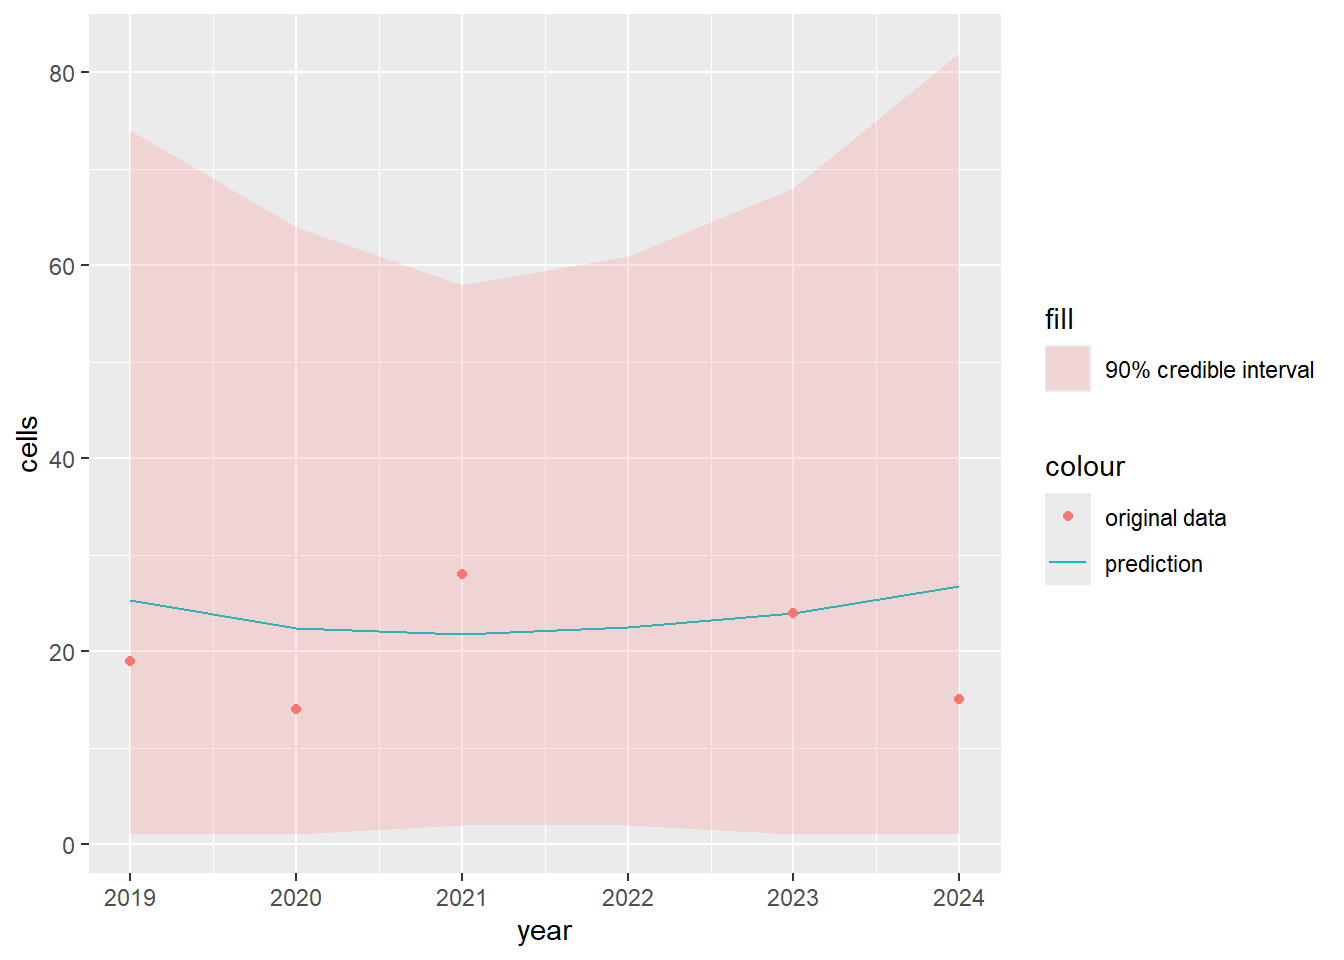 80
60
40
20
0
cells
2019 2020 2021 2022 2023 2024
year
fill
90% credible interval
colour
original data
prediction